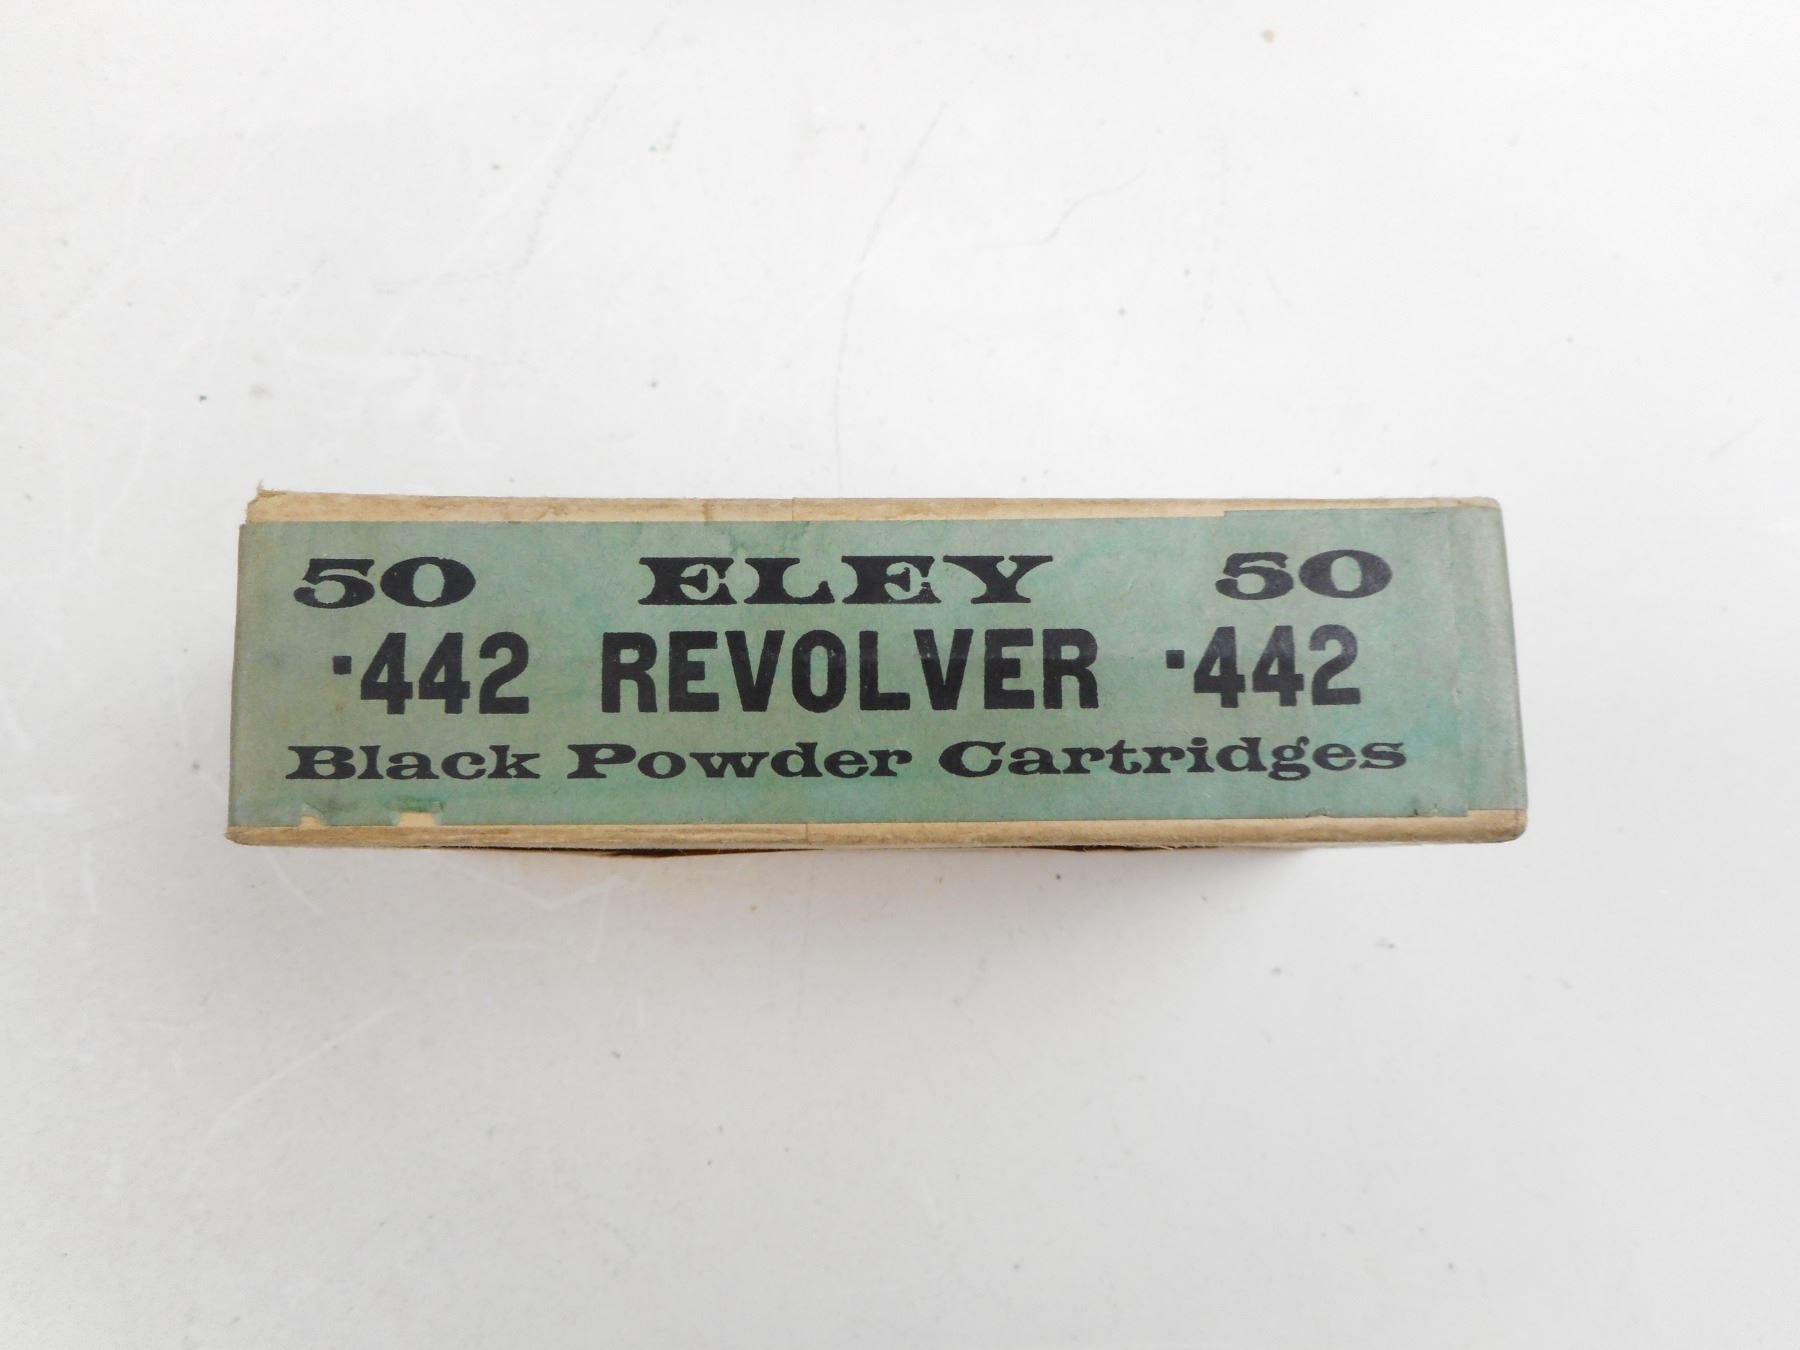 50 ELEY 50
·442 REVOLVER ·442
Black Powder Cartridges